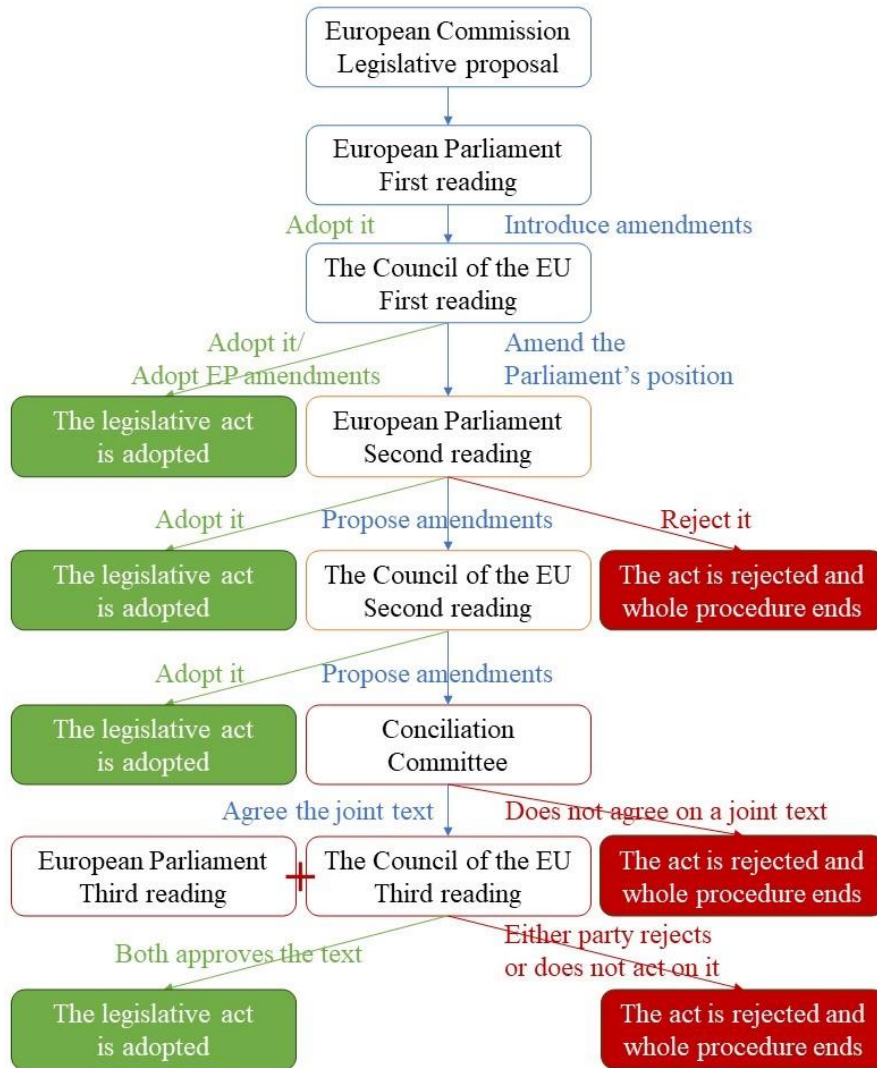 European Commission
Legislative proposal
European Parliament
First reading
Adopt it
Introduce amendments
The Council of the EU
First reading
Adopt it/
Adopt EP amendments
Amend the
Parliament's position
The legislative act
is adopted
European Parliament
Second reading
Adopt it
Propose amendments
Reject it
The legislative act
is adopted
The Council of the EU
Second reading
The act is rejected and
whole procedure ends
Adopt it
Propose amendments
The legislative act
is adopted
Conciliation
Committee
Agree the joint text
Does not agree on a joint text
European Parliament
Third reading
+
The Council of the EU
Third reading
The act is rejected and
whole procedure ends
Both approves the text
Either party rejects
or does not act on it
The legislative act
is adopted
The act is rejected and
whole procedure ends